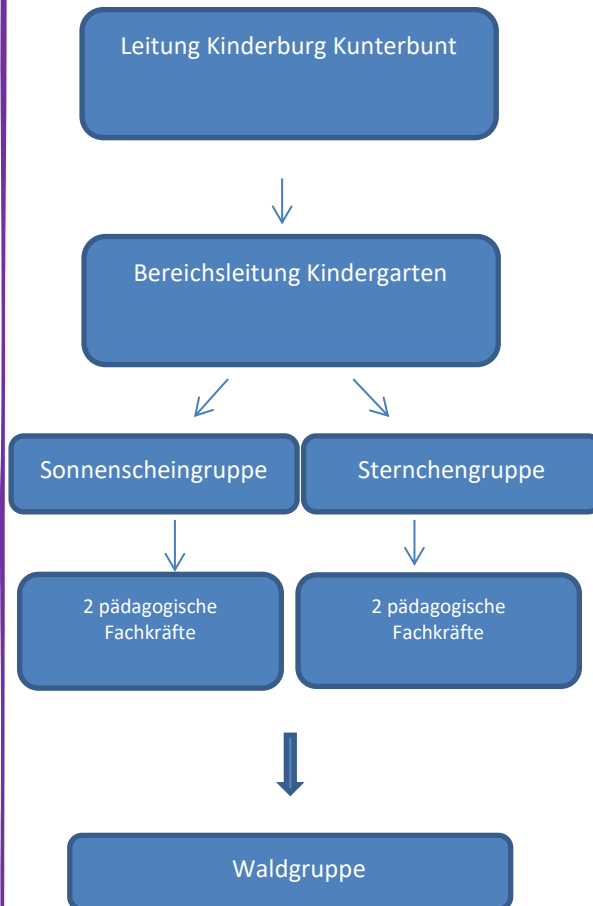 Leitung Kinderburg Kunterbunt
Bereichsleitung Kindergarten
Sonnenscheingruppe
Sternchengruppe
2 pädagogische
Fachkräfte
2 pädagogische
Fachkräfte
Waldgruppe